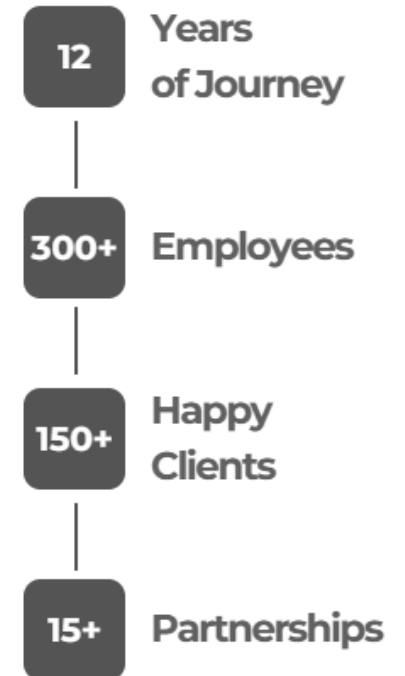 12
Years
of Journey
300+
Employees
150+
Happy
Clients
15+
Partnerships